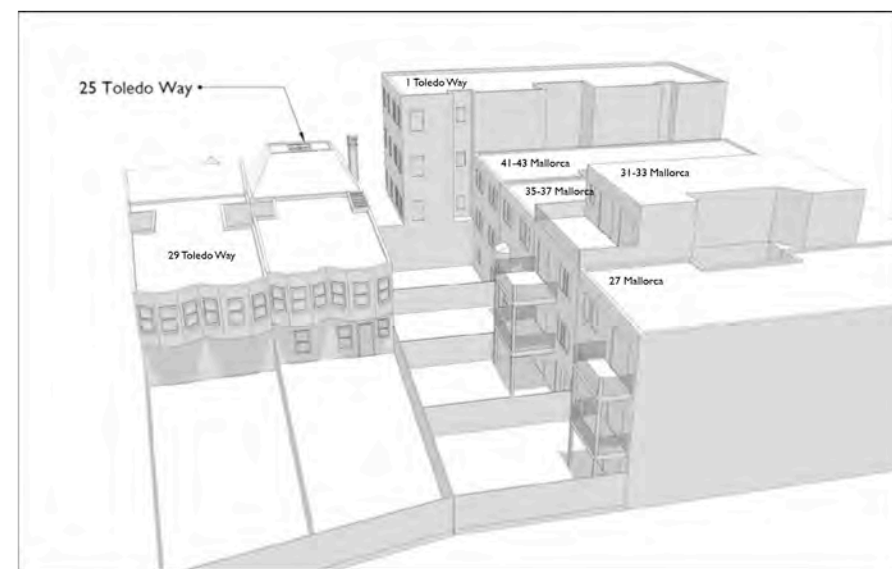 1 Toledo Way
25 Toledo Way
41-43 Mallorca
31-33 Mallorca
35-37 Mallorca
29 Toledo Way
27 Mallorca